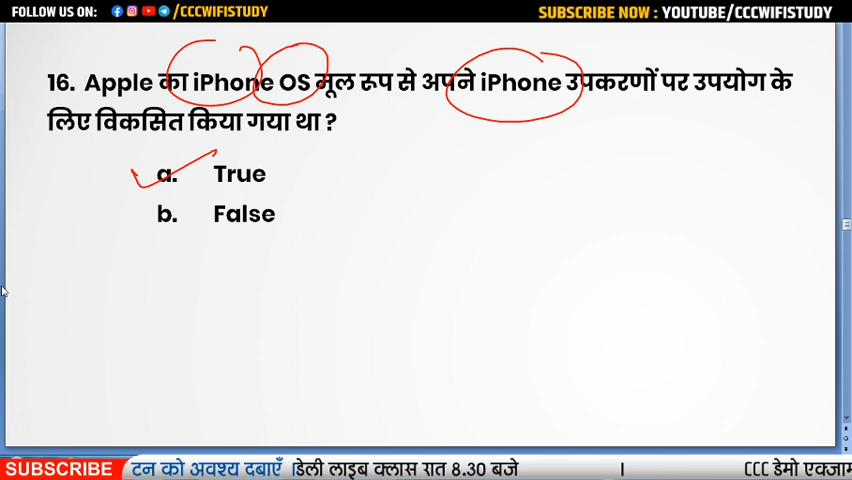 FOLLOW US ON: /CCCWIFISTUDY
SUBSCRIBE NOW : YOUTUBE/CCCWIFISTUDY
16. Apple का iPhone OS मूल रूप से अपने iPhone उपकरणों पर उपयोग के
लिए विकसित किया गया था ?
a. True
b. False
SUBSCRIBE टन को अवश्य दबाएँ । डेली लाइब क्लास रात 8.30 बजे । CCC डेमो एक्जाम